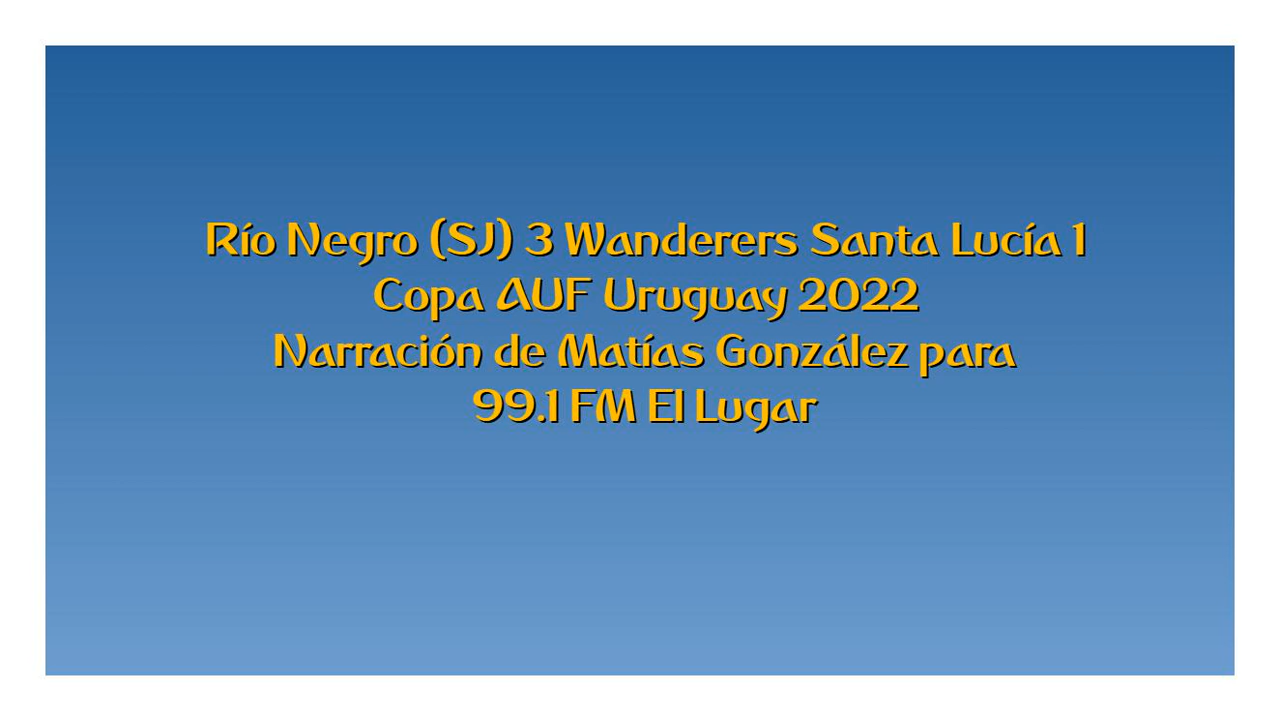 Río Negro (SJ) 3 Wanderers Santa Lucía 1
Copa AUF Uruguay 2022
Narración de Matías González para
99.1 FM El Lugar